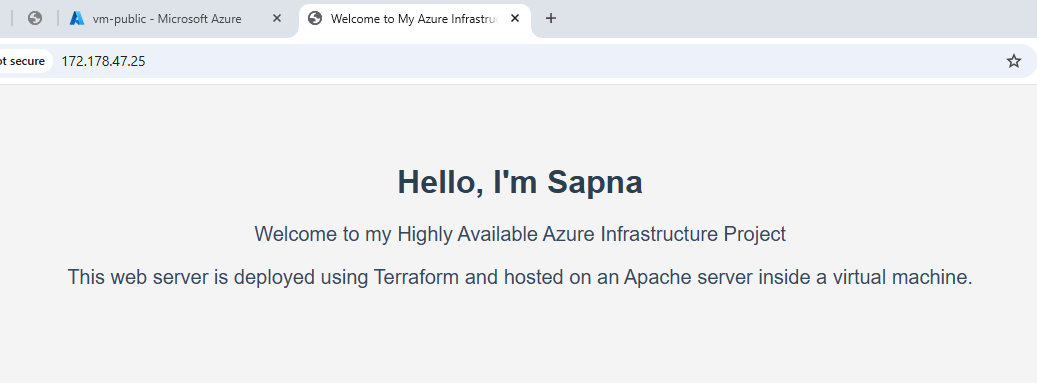 vm-public - Microsoft Azure
Welcome to My Azure Infrastru
secure
172.178.47.25
Hello, I'm Sapna
Welcome to my Highly Available Azure Infrastructure Project
This web server is deployed using Terraform and hosted on an Apache server inside a virtual machine.